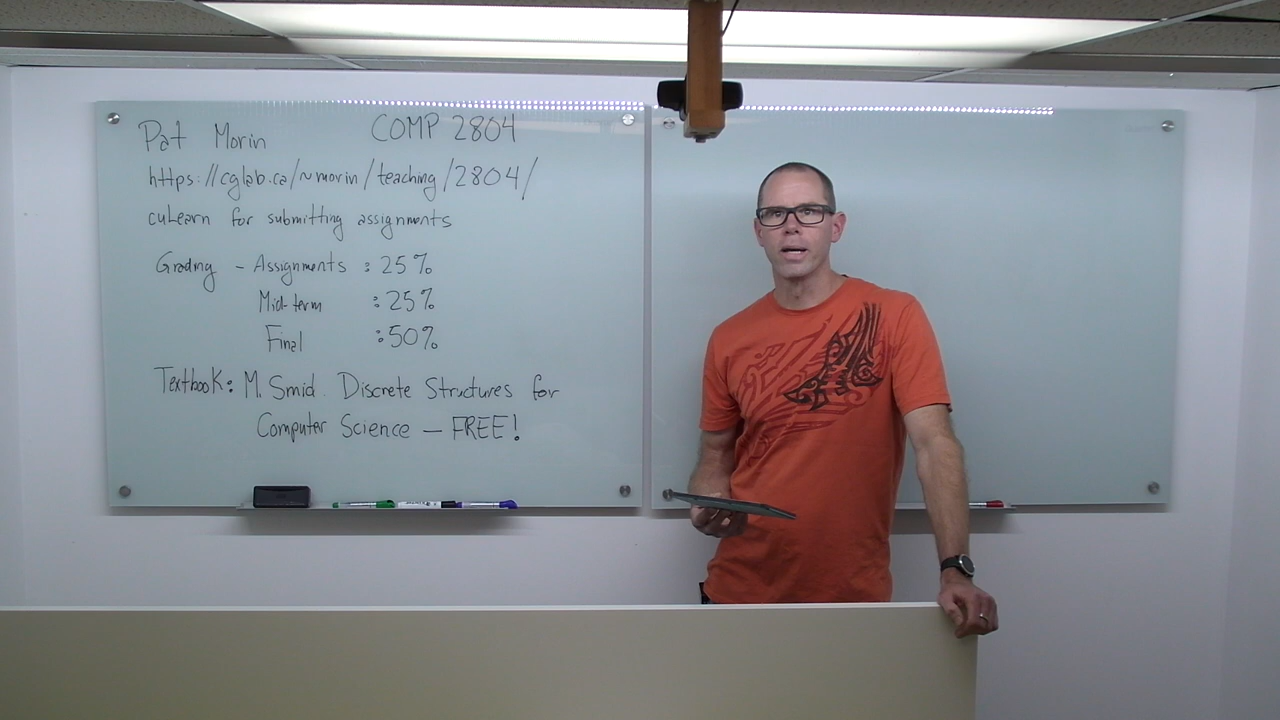 Pat Morin COMP 2804
https://cglab.ca/~morin/teaching/2804/
cuLearn for submitting assignments
Grading - Assignments : 25%
Mid-term : 25%
Final : 50%
Textbook: M. Smid. Discrete Structures for
Computer Science - FREE!